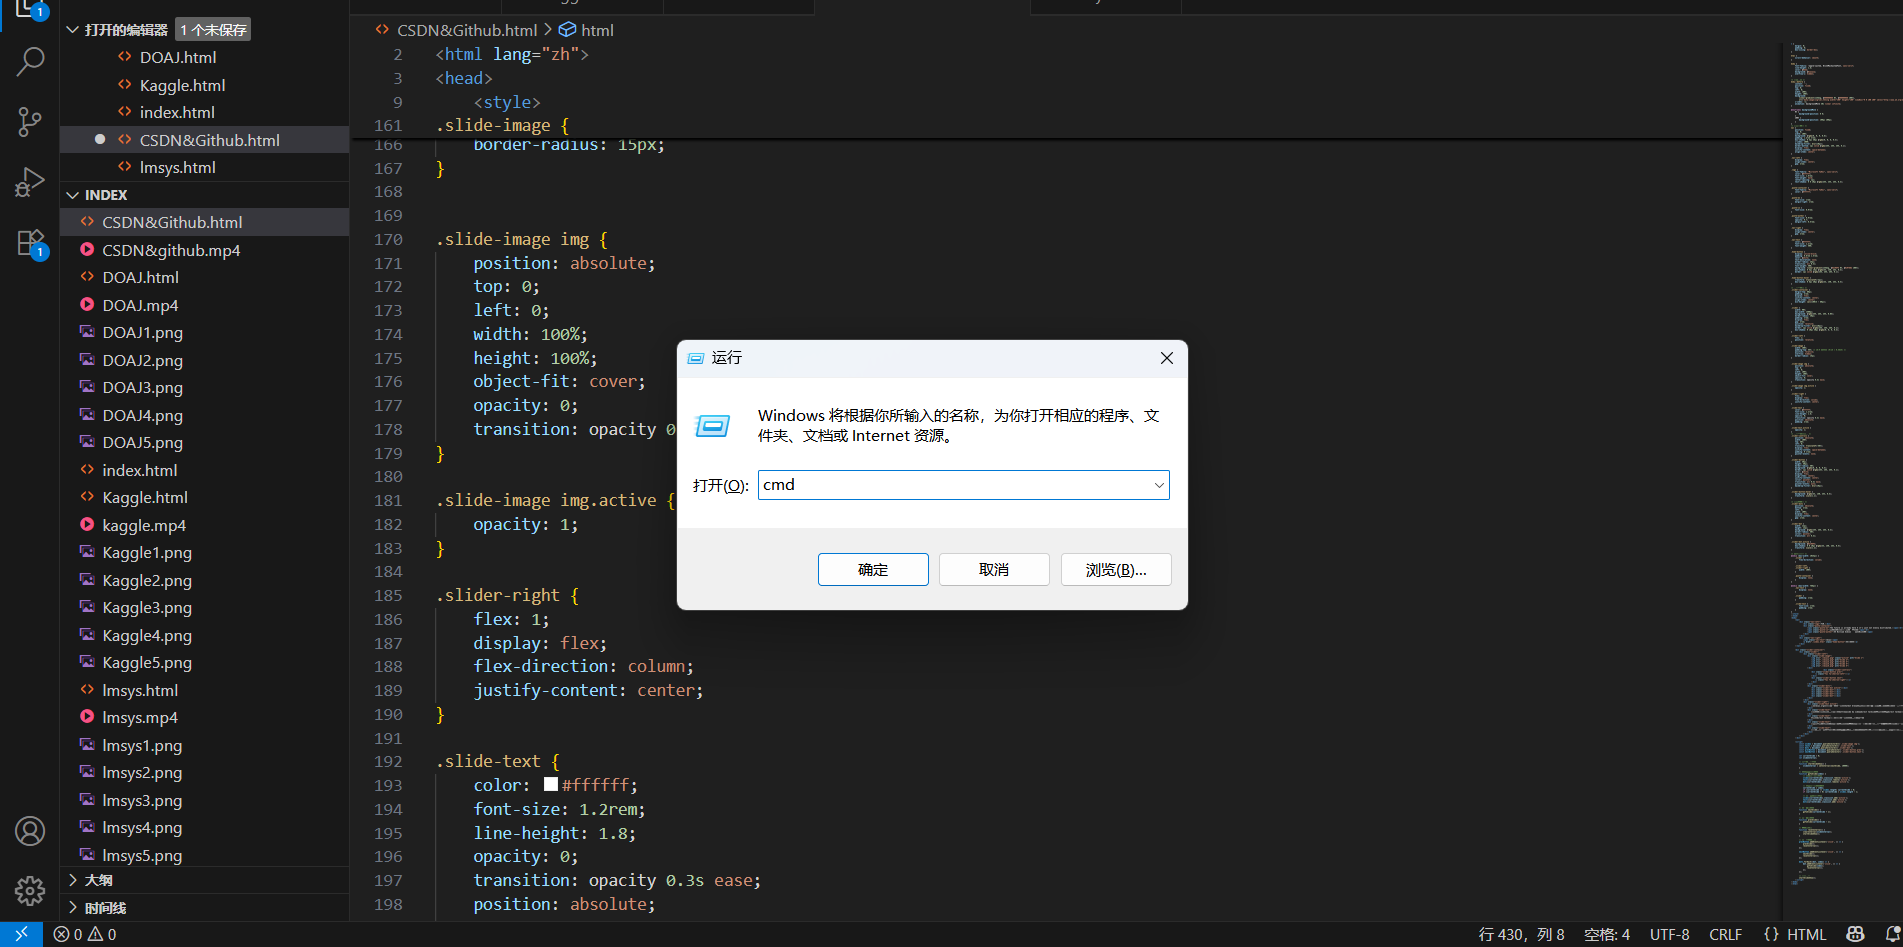 1
打开的编辑器 1 个未保存
DOAJ.html
Kaggle.html
index.html
CSDN&Github.html
lmsys.html
INDEX
CSDN&Github.html
CSDN&github.mp4
DOAJ.html
DOAJ.mp4
DOAJ1.png
DOAJ2.png
DOAJ3.png
DOAJ4.png
DOAJ5.png
index.html
Kaggle.html
kaggle.mp4
Kaggle1.png
Kaggle2.png
Kaggle3.png
Kaggle4.png
Kaggle5.png
lmsys.html
lmsys.mp4
lmsys1.png
lmsys2.png
lmsys3.png
lmsys4.png
lmsys5.png
大纲
时间线
1
CSDN&Github.html > html
2 <html lang="zh">
3 <head>
9 <style>
161 .slide-image {
166 border-radius: 15px;
167 }
168
169
170 .slide-image img {
171 position: absolute;
172 top: 0;
173 left: 0;
174 width: 100%;
175 height: 100%;
176 object-fit: cover;
177 opacity: 0;
178 transition: opacity 0
179 }
180
181 .slide-image img.active {
182 opacity: 1;
183 }
184
185 .slider-right {
186 flex: 1;
187 display: flex;
188 flex-direction: column;
189 justify-content: center;
190 }
191
192 .slide-text {
193 color: #ffffff;
194 font-size: 1.2rem;
195 line-height: 1.8;
196 opacity: 0;
197 transition: opacity 0.3s ease;
198 position: absolute;
运行
Windows 将根据你所输入的名称，为你打开相应的程序、文
件夹、文档或 Internet 资源。
打开(O): cmd
确定 取消 浏览(B)...
0 0 行 430，列 8 空格: 4 UTF-8 CRLF {} HTML